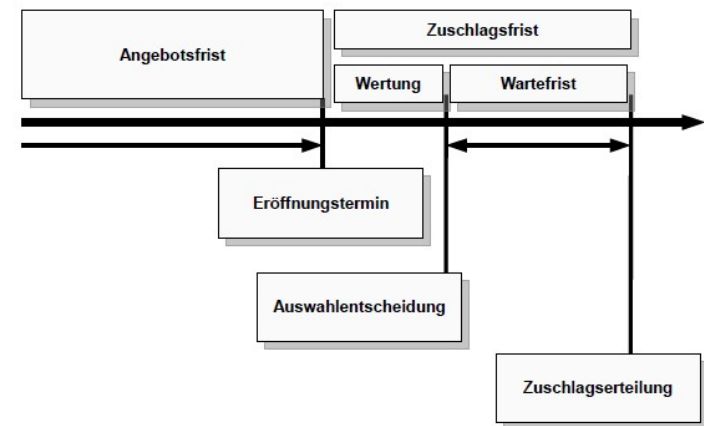 Angebotsfrist
Zuschlagsfrist
Wertung
Wartefrist
Eröffnungstermin
Auswahlentscheidung
Zuschlagserteilung